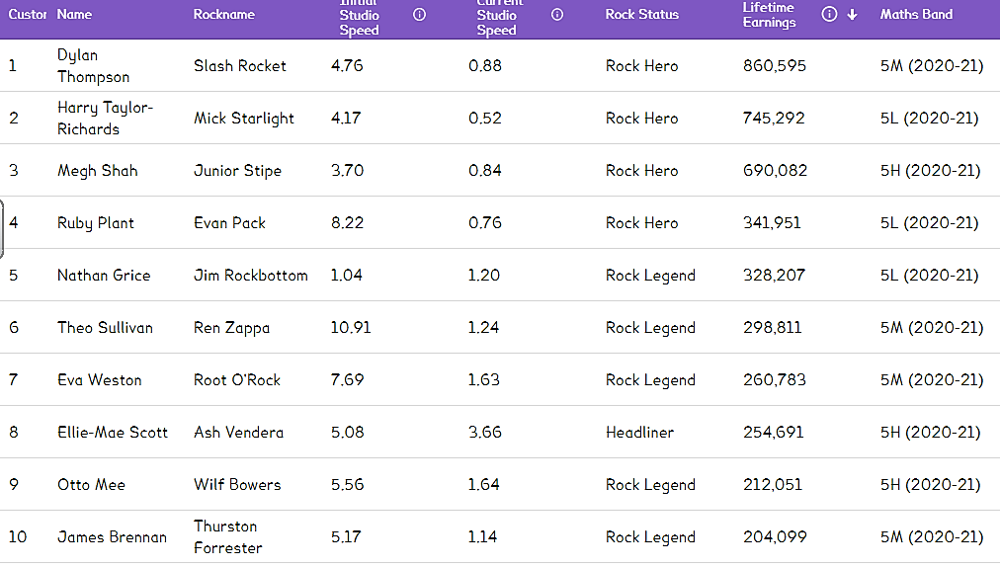 Custor Name Rockname Initial Studio Speed Current Studio Speed Rock Status Lifetime Earnings Maths Band
1 Dylan Thompson Slash Rocket 4.76 0.88 Rock Hero 860,595 5M (2020-21)
2 Harry Taylor-Richards Mick Starlight 4.17 0.52 Rock Hero 745,292 5L (2020-21)
3 Megh Shah Junior Stipe 3.70 0.84 Rock Hero 690,082 5H (2020-21)
4 Ruby Plant Evan Pack 8.22 0.76 Rock Hero 341,951 5L (2020-21)
5 Nathan Grice Jim Rockbottom 1.04 1.20 Rock Legend 328,207 5L (2020-21)
6 Theo Sullivan Ren Zappa 10.91 1.24 Rock Legend 298,811 5M (2020-21)
7 Eva Weston Root O'Rock 7.69 1.63 Rock Legend 260,783 5M (2020-21)
8 Ellie-Mae Scott Ash Vendera 5.08 3.66 Headliner 254,691 5H (2020-21)
9 Otto Mee Wilf Bowers 5.56 1.64 Rock Legend 212,051 5H (2020-21)
10 James Brennan Thurston Forrester 5.17 1.14 Rock Legend 204,099 5M (2020-21)